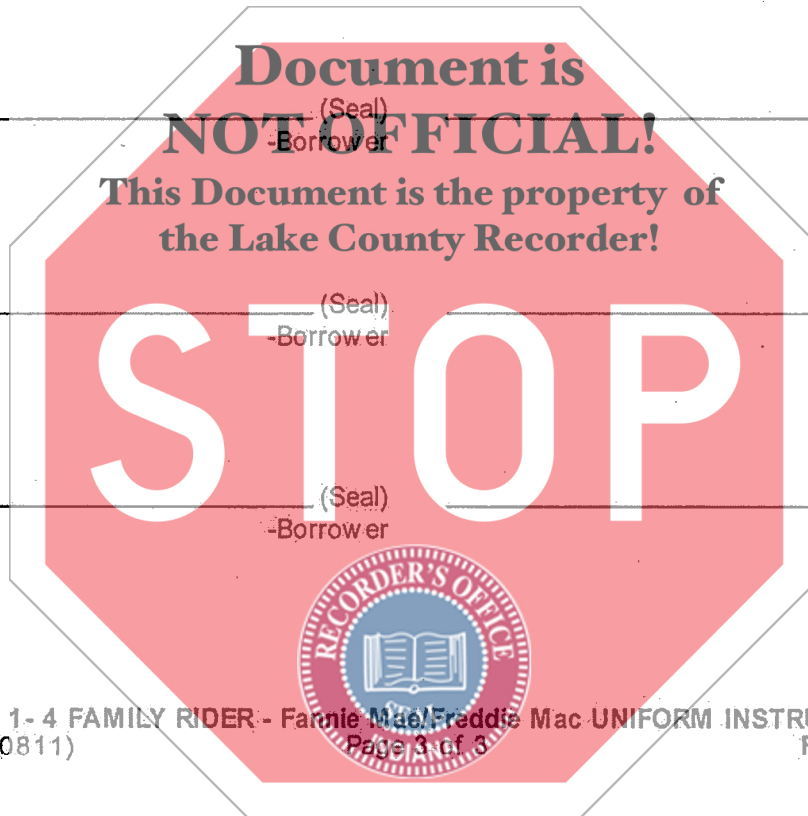 Document is
(Seal)
NOT OFFICIAL!
-Borrower
This Document is the property of
the Lake County Recorder!
(Seal)
-Borrower
STOP
(Seal)
-Borrower
RECORDER'S OFFICE
SEAL
INDIANA
1- 4 FAMILY RIDER - Fannie Mae/Freddie Mac UNIFORM INSTRU
0811)
Page 3 of 3
F